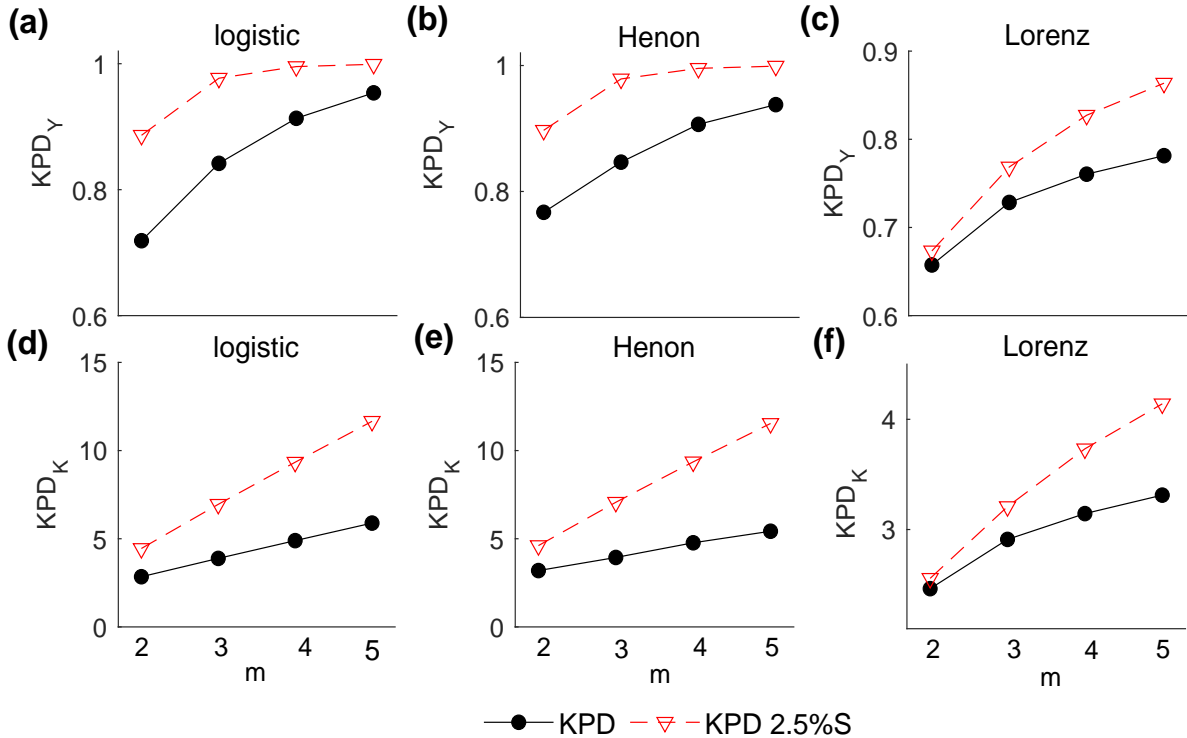 (a)
logistic
1
0.8
0.6
KPD_Y
(b)
Henon
1
0.8
0.6
KPD_Y
(c)
Lorenz
0.9
0.8
0.7
0.6
KPD_Y
(d)
logistic
15
10
5
0
KPD_K
2 3 4 5
m
(e)
Henon
15
10
5
0
KPD_K
2 3 4 5
m
(f)
Lorenz
4
3
KPD_K
2 3 4 5
m
KPD KPD 2.5%S